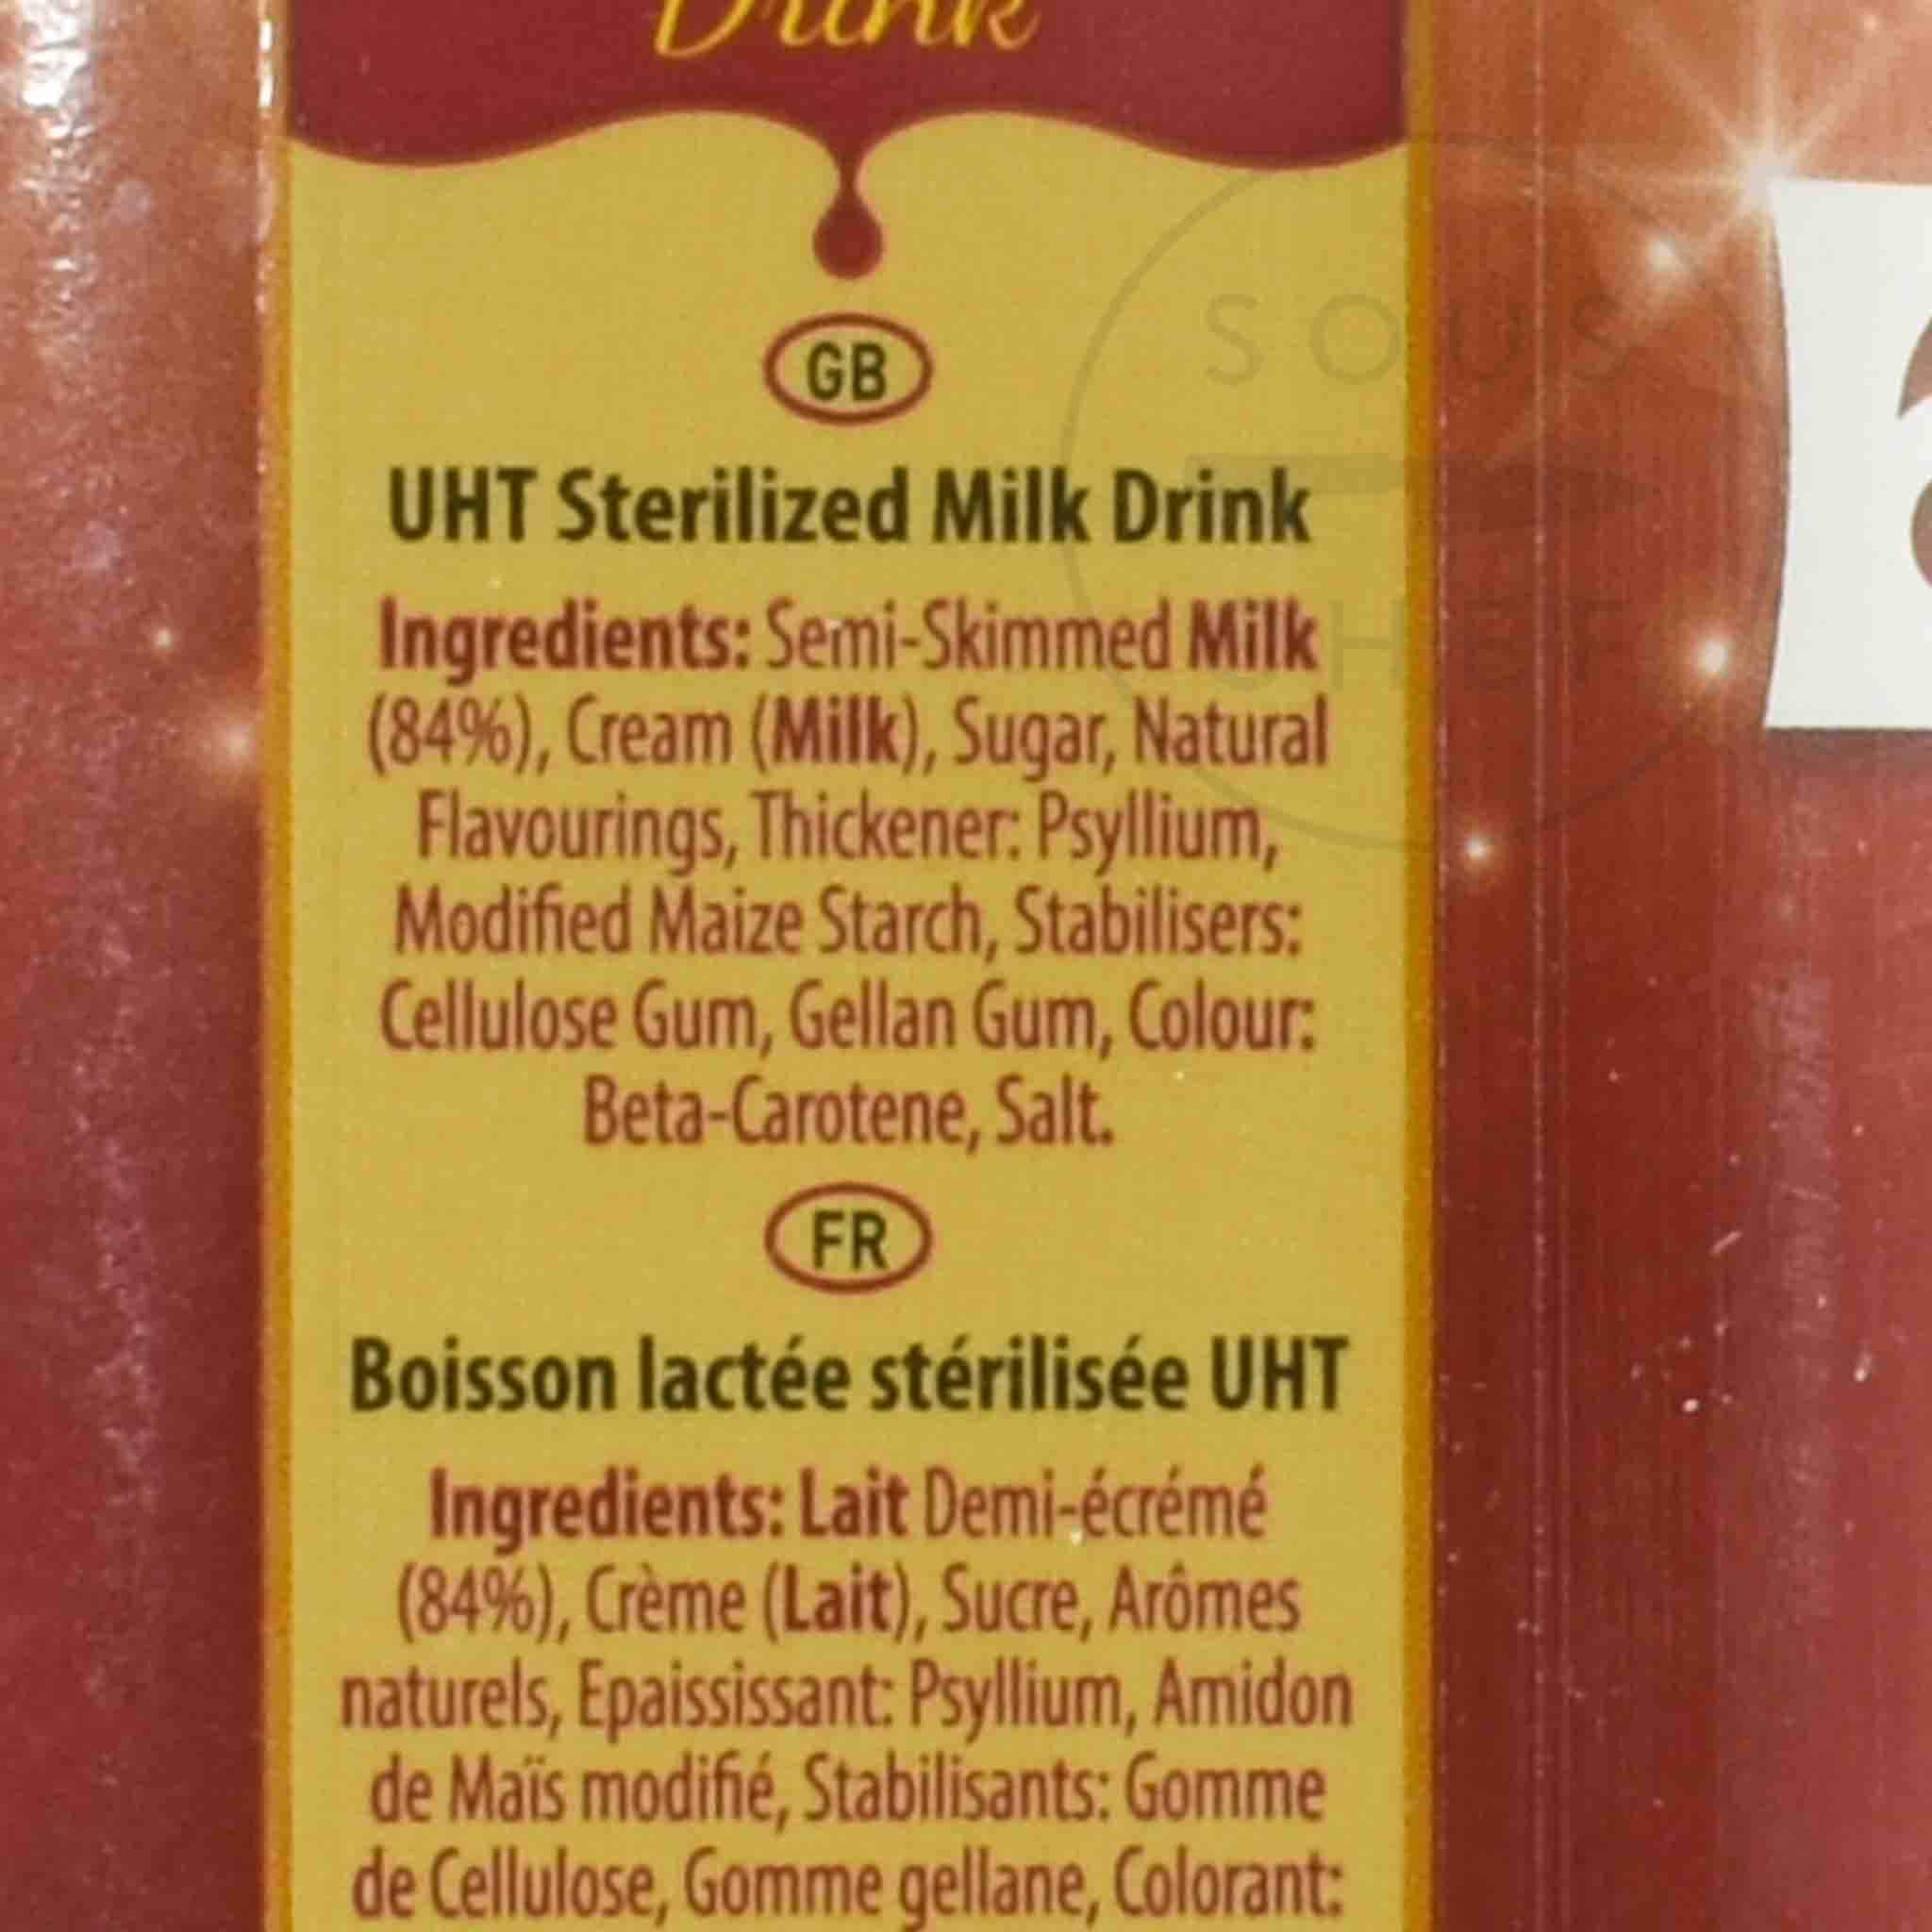 Drink
GB
UHT Sterilized Milk Drink
Ingredients: Semi-Skimmed Milk
(84%), Cream (Milk), Sugar, Natural
Flavourings, Thickener: Psyllium,
Modified Maize Starch, Stabilisers:
Cellulose Gum, Gellan Gum, Colour:
Beta-Carotene, Salt.
FR
Boisson lactée stérilisée UHT
Ingredients: Lait Demi-écrémé
(84%), Crème (Lait), Sucre, Arômes
naturels, Epaississant: Psyllium, Amidon
de Maïs modifié, Stabilisants: Gomme
de Cellulose, Gomme gellane, Colorant:
SOUS
CHEF